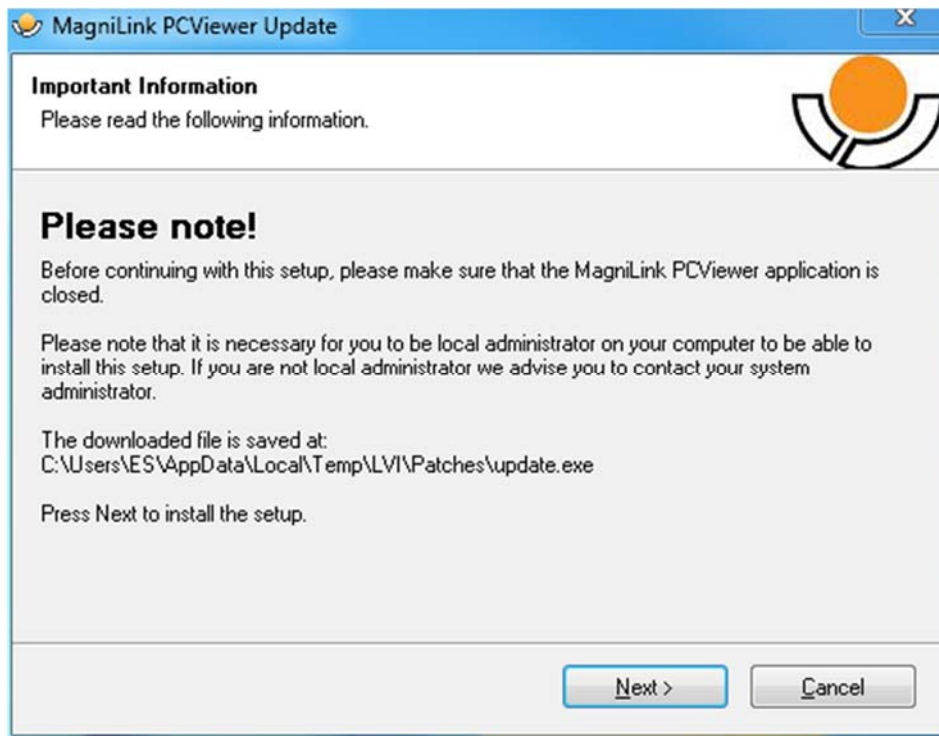 MagniLink PCViewer Update
Important Information
Please read the following information.
Please note!
Before continuing with this setup, please make sure that the MagniLink PCViewer application is
closed.
Please note that it is necessary for you to be local administrator on your computer to be able to
install this setup. If you are not local administrator we advise you to contact your system
administrator.
The downloaded file is saved at:
C:\Users\ES\AppData\Local\Temp\LVI\Patches\update.exe
Press Next to install the setup.
Next >
Cancel